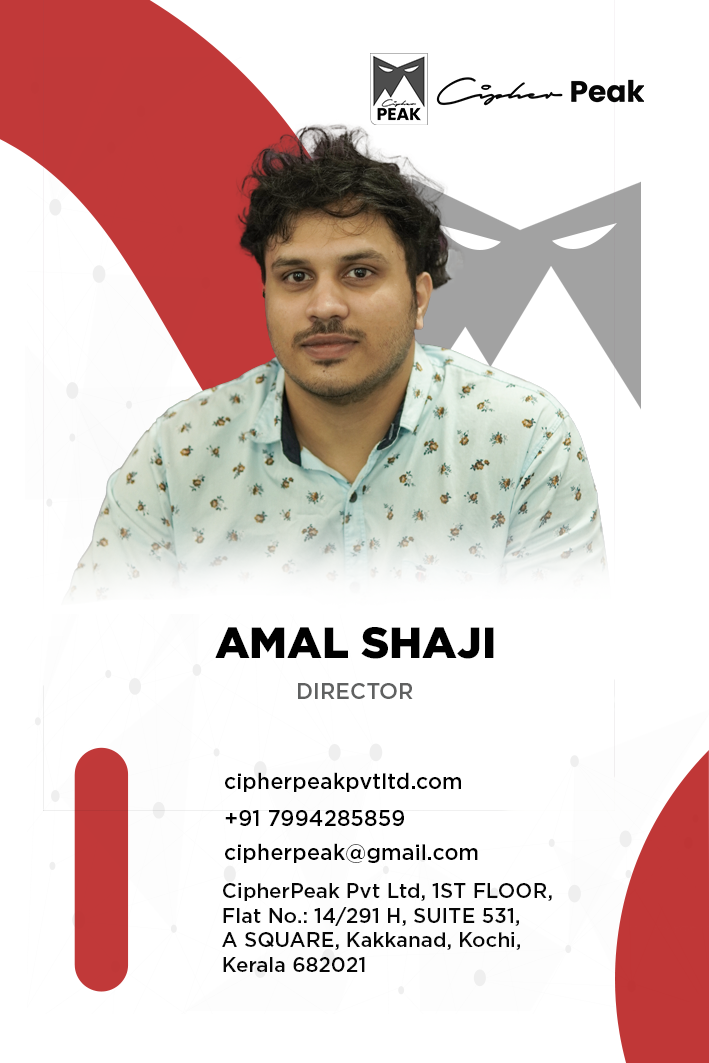 Cipher
PEAK
Cipher Peak
AMAL SHAJI
DIRECTOR
cipherpeakpvtltd.com
+91 7994285859
cipherpeak@gmail.com
CipherPeak Pvt Ltd, 1ST FLOOR,
Flat No.: 14/291 H, SUITE 531,
A SQUARE, Kakkanad, Kochi,
Kerala 682021